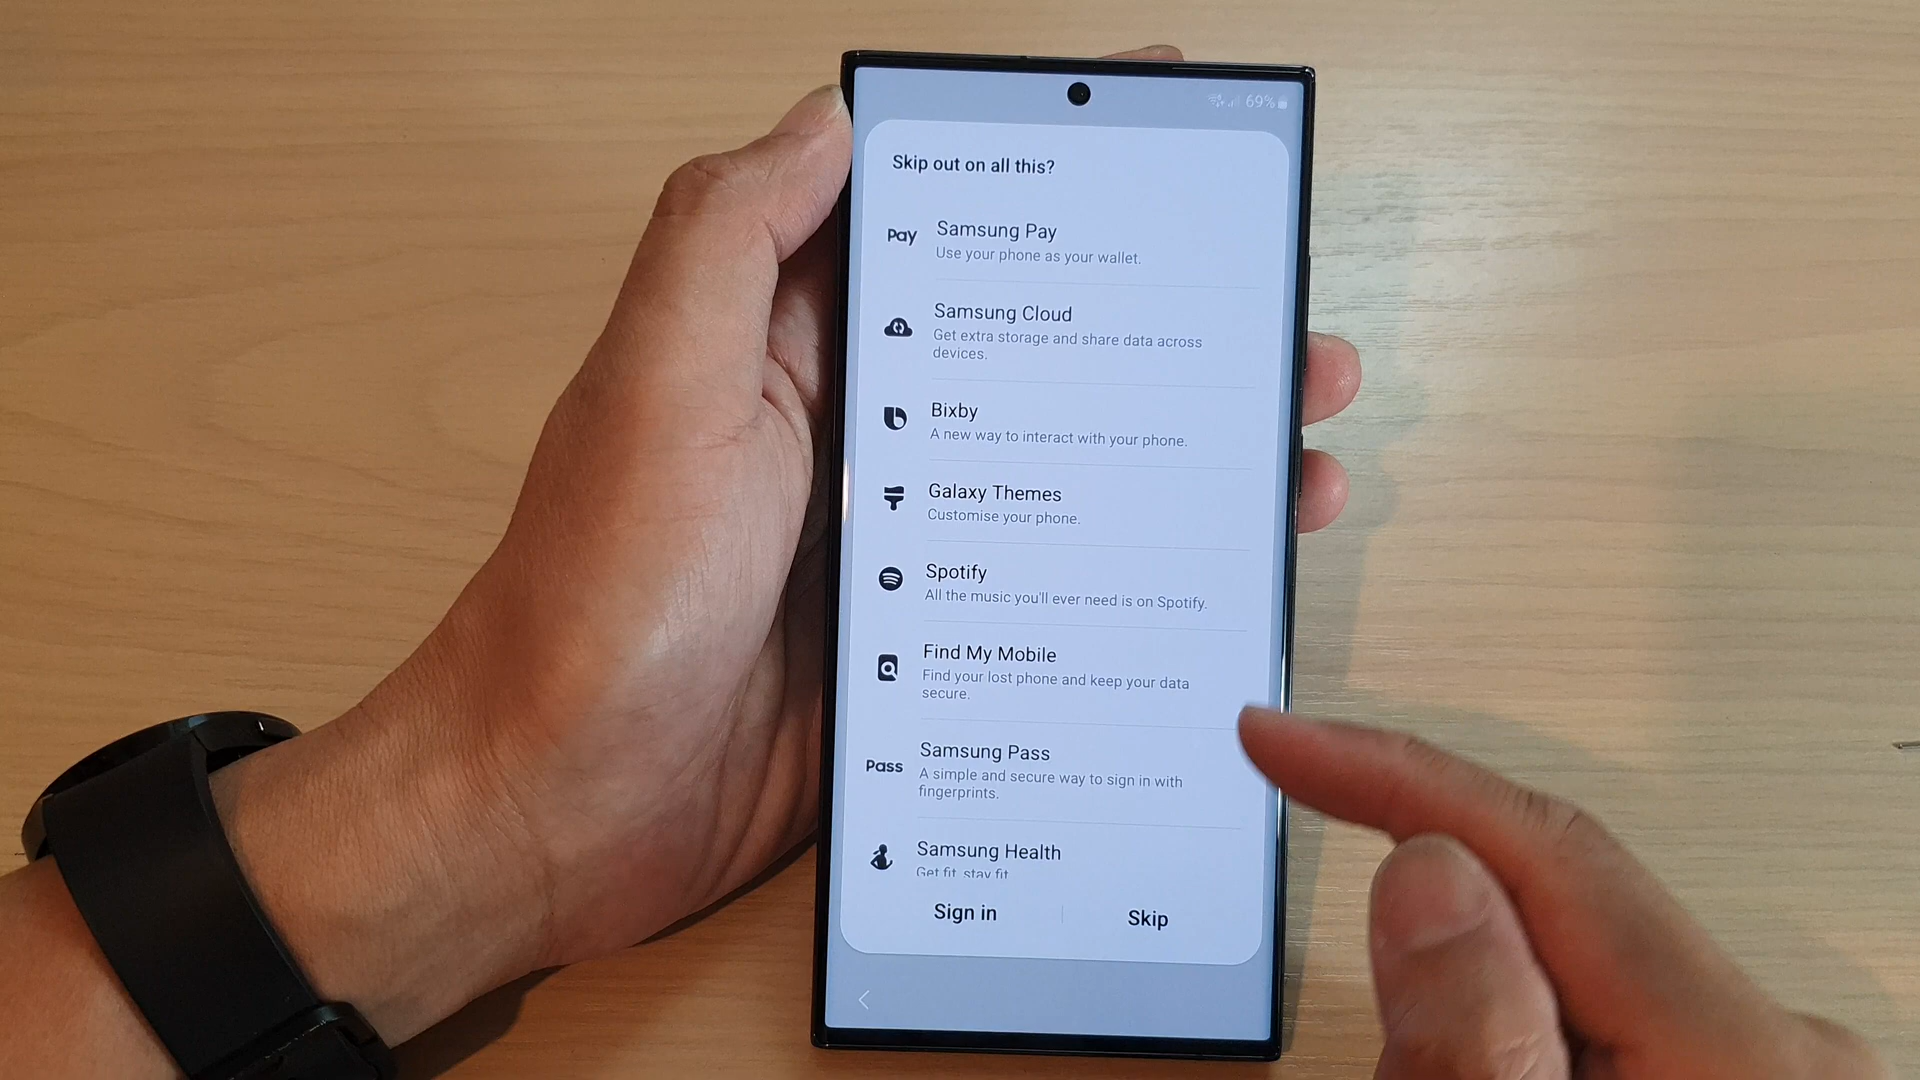 69%
Skip out on all this?
Pay
Samsung Pay
Use your phone as your wallet.
Samsung Cloud
Get extra storage and share data across
devices.
Bixby
A new way to interact with your phone.
Galaxy Themes
Customise your phone.
Spotify
All the music you'll ever need is on Spotify.
Find My Mobile
Find your lost phone and keep your data
secure.
Pass
Samsung Pass
A simple and secure way to sign in with
fingerprints.
Samsung Health
Get fit, stay fit
Sign in
Skip